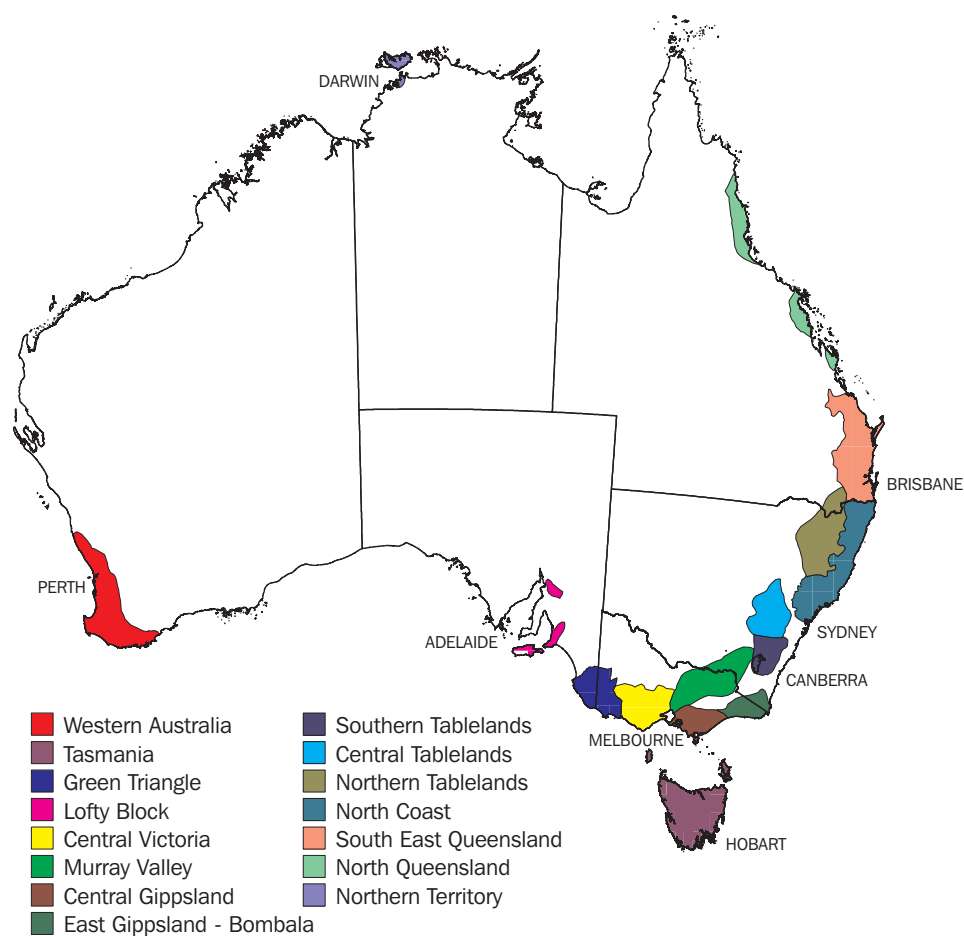 DARWIN
BRISBANE
PERTH
SYDNEY
ADELAIDE
CANBERRA
MELBOURNE
HOBART
Western Australia
Tasmania
Green Triangle
Lofty Block
Central Victoria
Murray Valley
Central Gippsland
East Gippsland - Bombala
Southern Tablelands
Central Tablelands
Northern Tablelands
North Coast
South East Queensland
North Queensland
Northern Territory